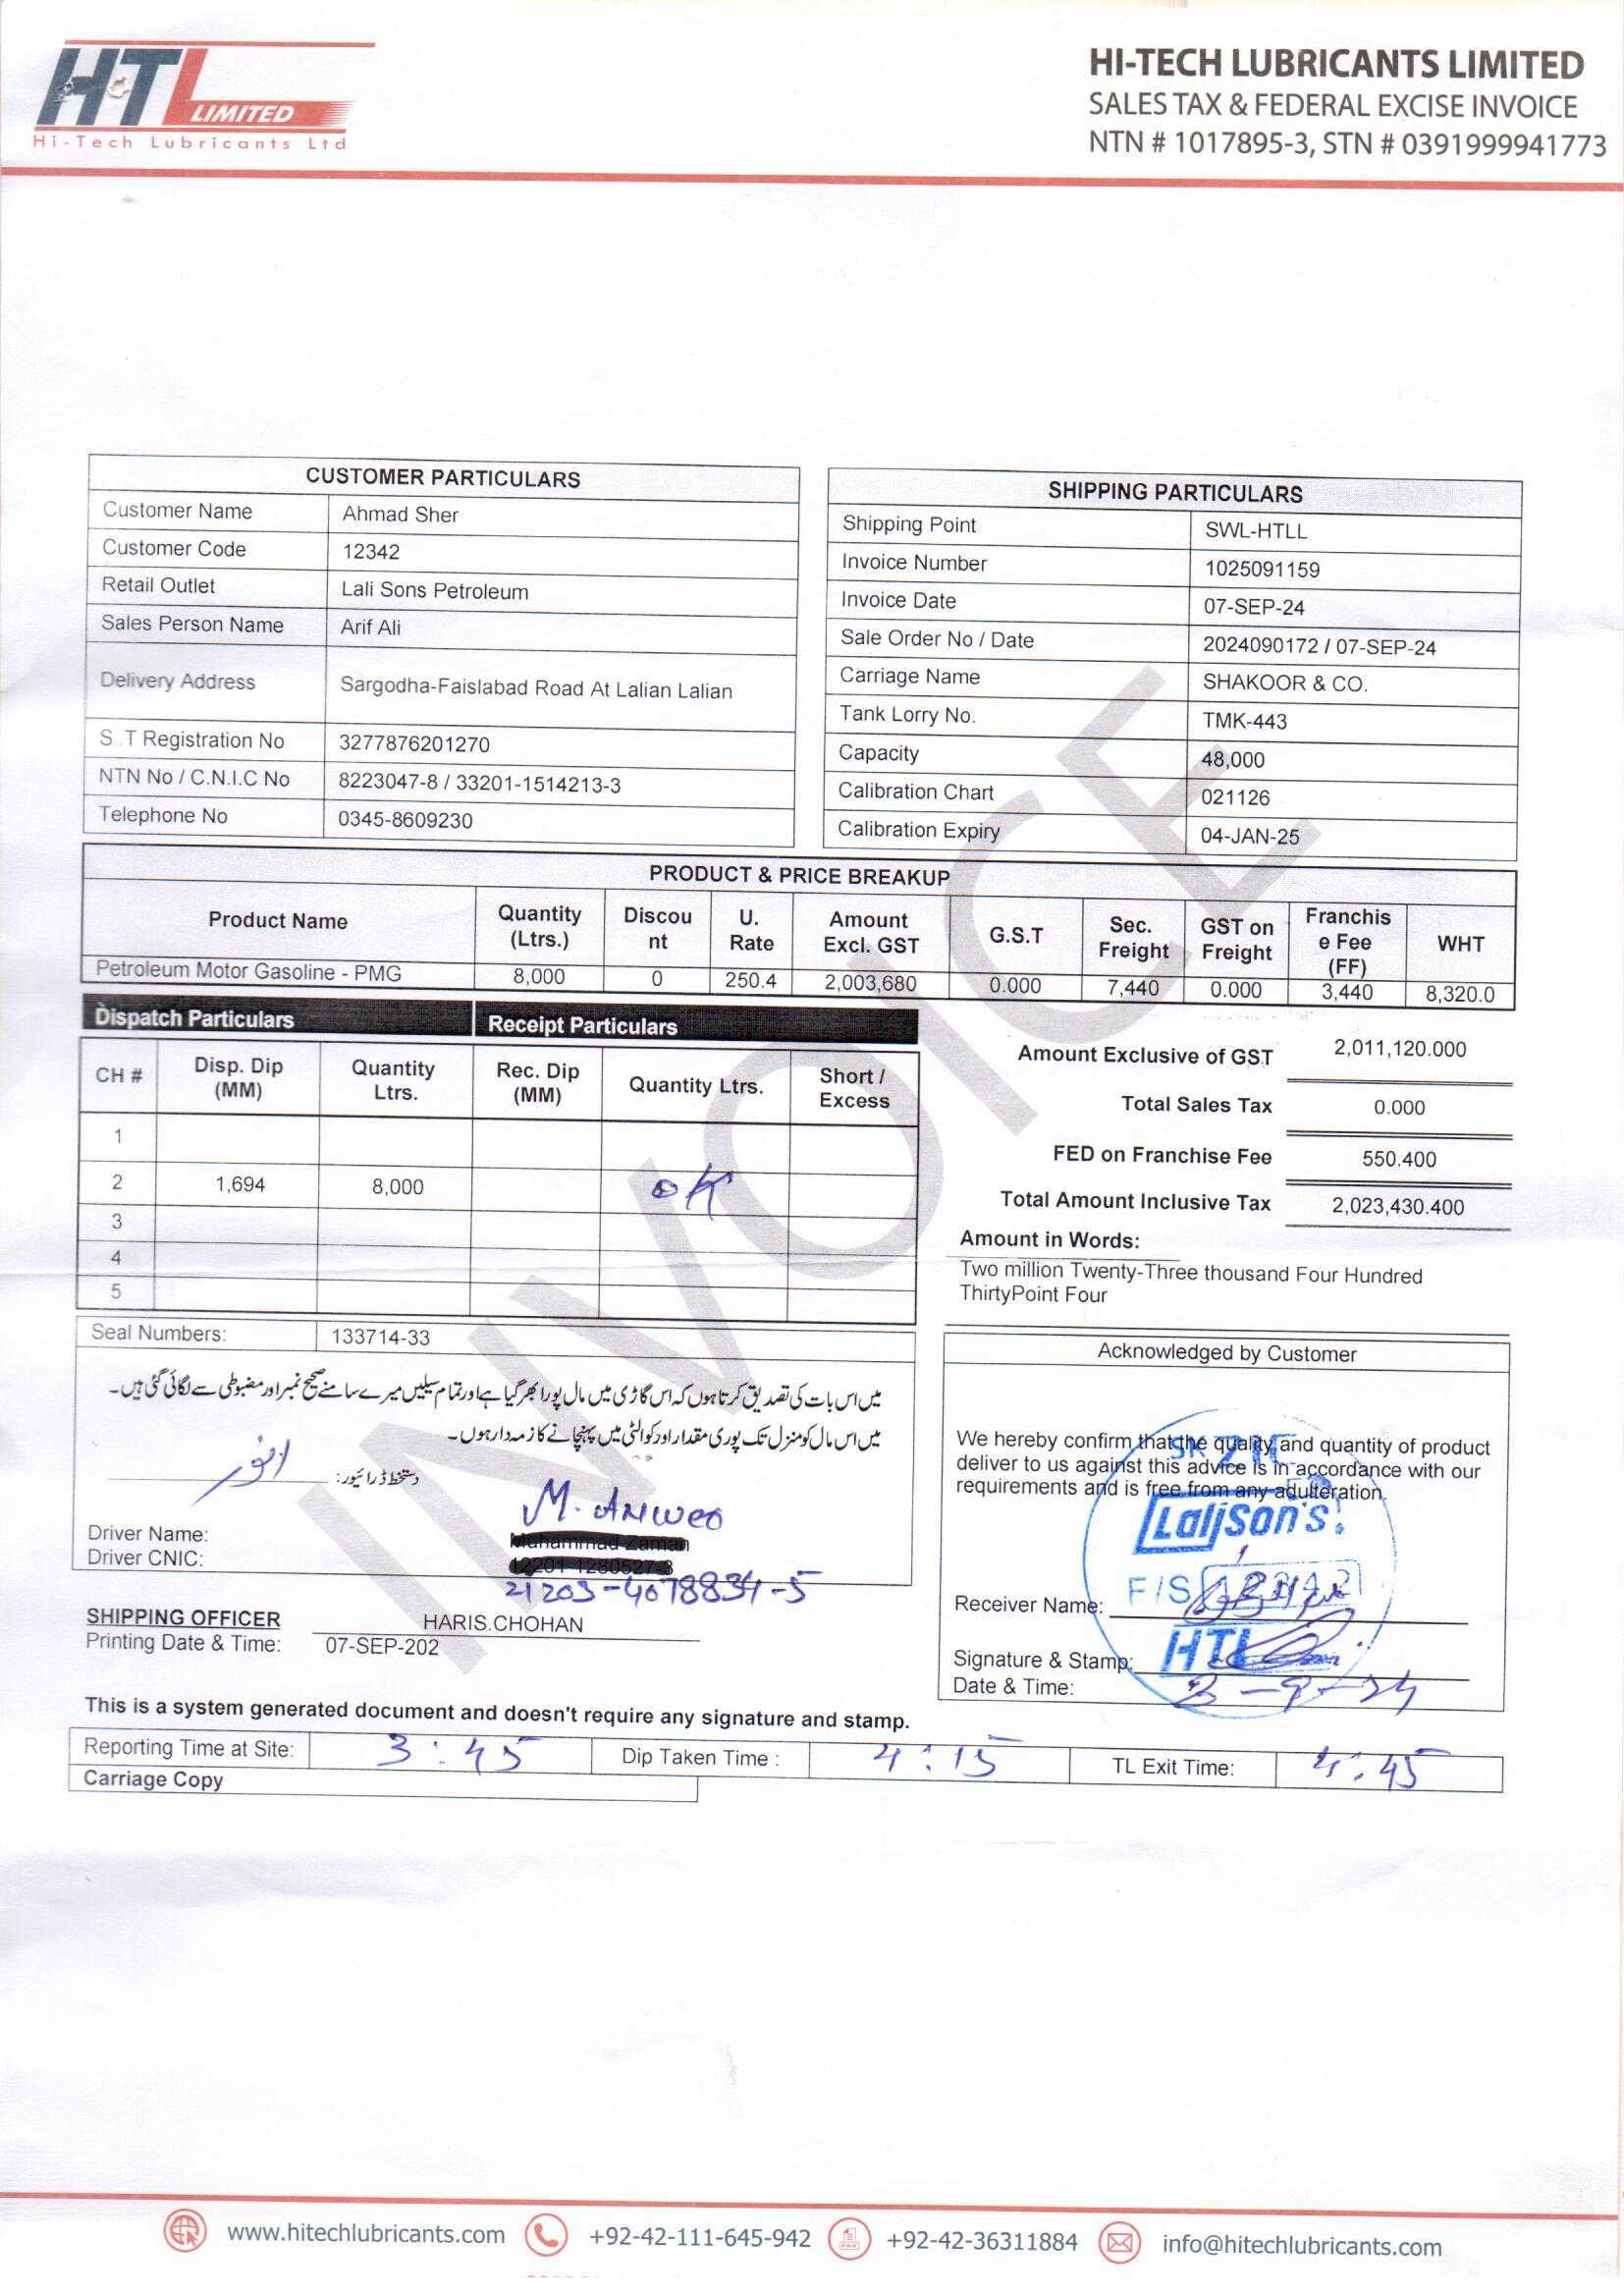 HTL LIMITED
Hi-Tech Lubricants Ltd
HI-TECH LUBRICANTS LIMITED
SALES TAX & FEDERAL EXCISE INVOICE
NTN # 1017895-3, STN # 0391999941773
CUSTOMER PARTICULARS
Customer Name Ahmad Sher
Customer Code 12342
Retail Outlet Lali Sons Petroleum
Sales Person Name Arif Ali
Delivery Address Sargodha-Faislabad Road At Lalian Lalian
S .T Registration No 3277876201270
NTN No / C.N.I.C No 8223047-8 / 33201-1514213-3
Telephone No 0345-8609230
SHIPPING PARTICULARS
Shipping Point SWL-HTLL
Invoice Number 1025091159
Invoice Date 07-SEP-24
Sale Order No / Date 2024090172 / 07-SEP-24
Carriage Name SHAKOOR & CO.
Tank Lorry No. TMK-443
Capacity 48,000
Calibration Chart 021126
Calibration Expiry 04-JAN-25
INVOICE
PRODUCT & PRICE BREAKUP
Product Name Quantity (Ltrs.) Discou nt U. Rate Amount Excl. GST G.S.T Sec. Freight GST on Freight Franchis e Fee (FF) WHT
Petroleum Motor Gasoline - PMG 8,000 0 250.4 2,003,680 0.000 7,440 0.000 3,440 8,320.0
Dispatch Particulars Receipt Particulars
CH # Disp. Dip (MM) Quantity Ltrs. Rec. Dip (MM) Quantity Ltrs. Short / Excess
1
2 1,694 8,000 OK
3
4
5
Amount Exclusive of GST 2,011,120.000
Total Sales Tax 0.000
FED on Franchise Fee 550.400
Total Amount Inclusive Tax 2,023,430.400
Amount in Words:
Two million Twenty-Three thousand Four Hundred
ThirtyPoint Four
Seal Numbers: 133714-33
میں اس بات کی تصدیق کرتا ہوں کہ اس گاڑی میں مال پورا بھر گیا ہے اور تمام سیلیں میرے سامنے صحیح نمبر اور مضبوطی سے لگائی گئی ہیں۔
میں اس مال کو منزل تک پوری مقدار اور کوالٹی میں پہنچانے کا زمہ دار ہوں۔
دستخط ڈرائیور: انور
M. ANWeo
Driver Name: Muhammad Zaman
Driver CNIC: 12201-1280527-3
21203-4078834-5
SHIPPING OFFICER HARIS.CHOHAN
Printing Date & Time: 07-SEP-202
Acknowledged by Customer
We hereby confirm that the quality and quantity of product
deliver to us against this advice is in accordance with our
requirements and is free from any adulteration.
SK ZIC
LaliSon's
F/S 12342
HTL
Receiver Name:
Signature & Stamp:
Date & Time: 8-9-24
This is a system generated document and doesn't require any signature and stamp.
Reporting Time at Site: 3:45 Dip Taken Time : 4:15 TL Exit Time: 4:45
Carriage Copy
www.hitechlubricants.com +92-42-111-645-942 +92-42-36311884 info@hitechlubricants.com